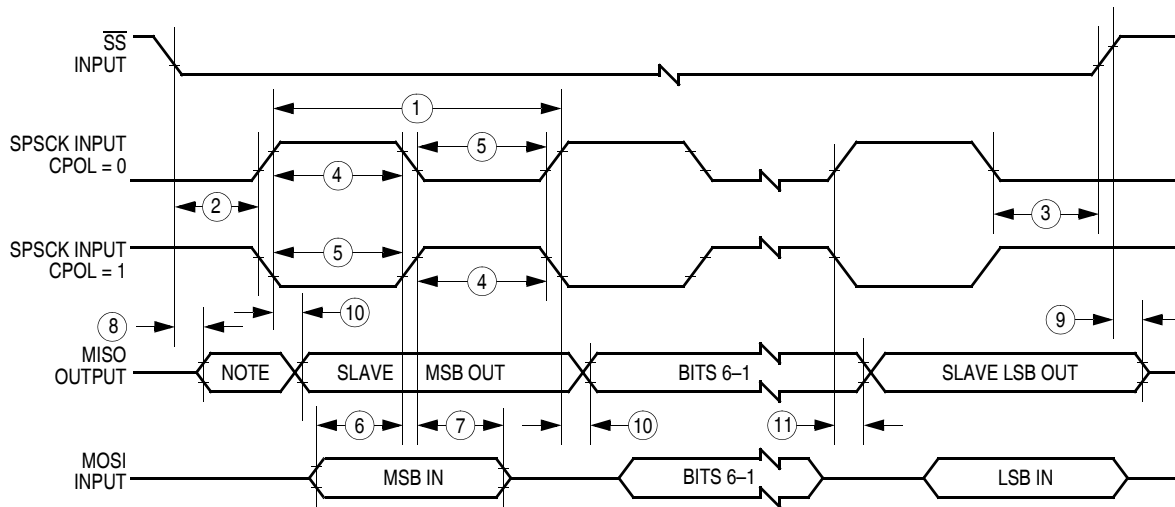 SS
INPUT
1
SPSCK INPUT
CPOL = 0
5
4
2
3
SPSCK INPUT
CPOL = 1
5
4
8
10
9
MISO
OUTPUT
NOTE
SLAVE MSB OUT
BITS 6–1
SLAVE LSB OUT
6
7
10
11
MOSI
INPUT
MSB IN
BITS 6–1
LSB IN